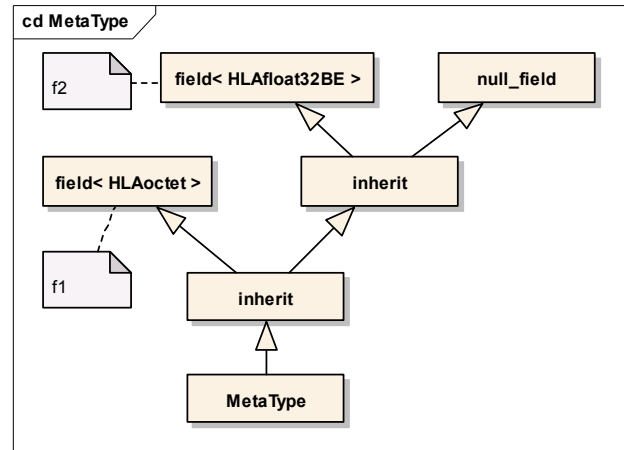 cd MetaType
f2
field< HLAfloat32BE >
null_field
field< HLAoctet >
inherit
f1
inherit
MetaType